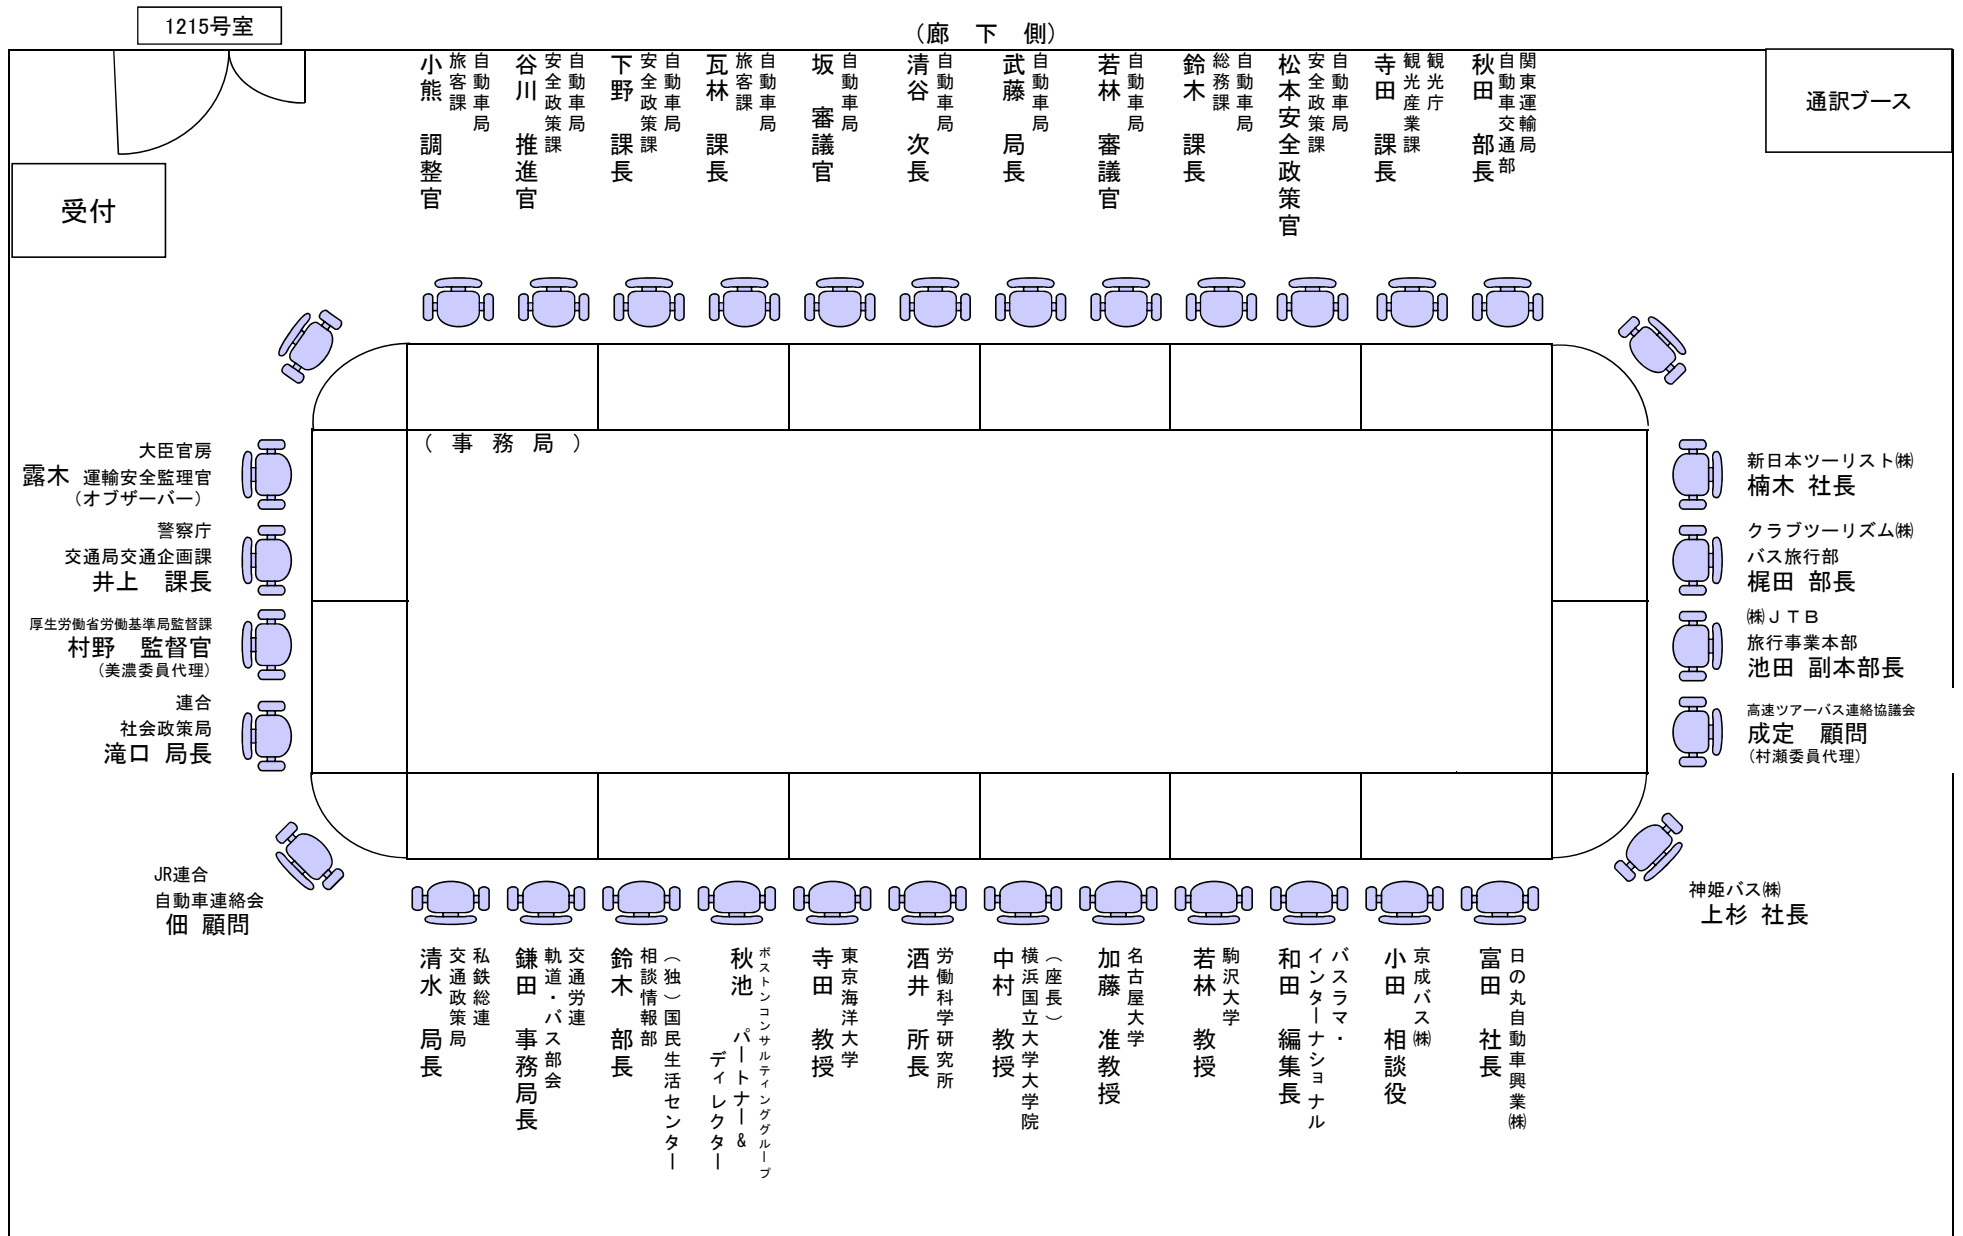 1215号室
（廊　下　側）
通訳ブース
受付
自動車局
旅客課
小熊　調整官
自動車局
安全政策課
谷川　推進官
自動車局
安全政策課
下野　課長
自動車局
旅客課
瓦林　課長
自動車局
坂　審議官
自動車局
清谷　次長
自動車局
武藤　局長
自動車局
若林　審議官
自動車局
総務課
鈴木　課長
自動車局
安全政策課
松本安全政策官
観光庁
観光産業課
寺田　課長
関東運輸局
自動車交通部
秋田　部長
（事務局）
大臣官房
露木 運輸安全監理官
（オブザーバー）
警察庁
交通局交通企画課
井上　課長
厚生労働省労働基準局監督課
村野　監督官
（美濃委員代理）
連合
社会政策局
滝口 局長
JR連合
自動車連絡会
佃 顧問
新日本ツーリスト㈱
楠木 社長
クラブツーリズム㈱
バス旅行部
梶田 部長
㈱ＪＴＢ
旅行事業本部
池田 副本部長
高速ツアーバス連絡協議会
成定　顧問
（村瀬委員代理）
神姫バス㈱
上杉 社長
私鉄総連
交通政策局
清水　局長
交通労連
軌道・バス部会
鎌田　事務局長
（独）国民生活センター
相談情報部
鈴木　部長
ボストンコンサルティンググループ
秋池　パートナー＆
ディレクター
東京海洋大学
寺田　教授
労働科学研究所
酒井　所長
（座長）
横浜国立大学大学院
中村　教授
名古屋大学
加藤　准教授
駒沢大学
若林　教授
バスラマ・
インターナショナル
和田　編集長
京成バス㈱
小田　相談役
日の丸自動車興業㈱
富田　社長